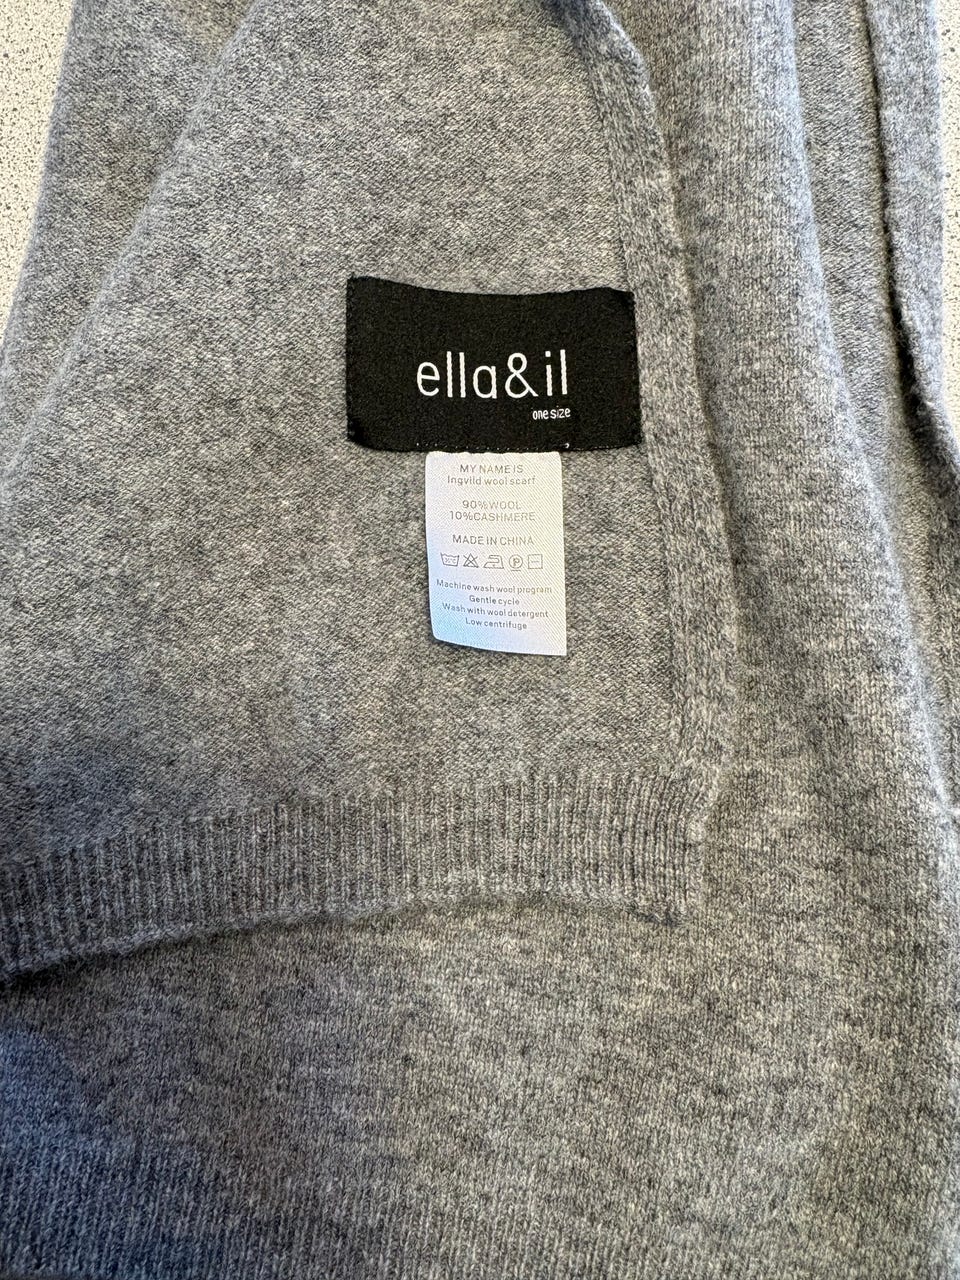 ella&il
one size
MY NAME IS
Ingvild wool scarf
90%WOOL
10%CASHMERE
MADE IN CHINA
Machine wash wool program
Gentle cycle
Wash with wool detergent
Low centrifuge